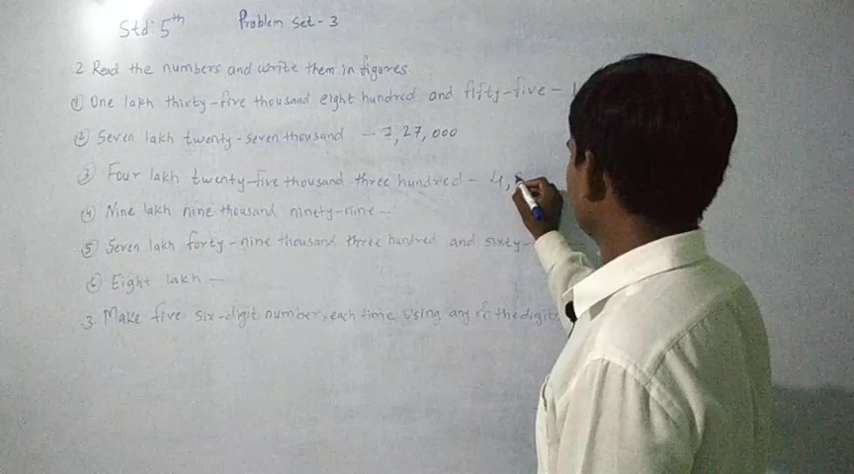 Std: 5th Problem Set - 3
2 Read the numbers and write them in figures.
① One lakh thirty-five thousand eight hundred and fifty-five - 1
② Seven lakh twenty-seven thousand - 7,27,000
③ Four lakh twenty-five thousand three hundred - 4,
④ Nine lakh nine thousand ninety-nine -
⑤ Seven lakh forty-nine thousand three hundred and sixty-
⑥ Eight lakh -
3. Make five six-digit number, each time using any of the digit